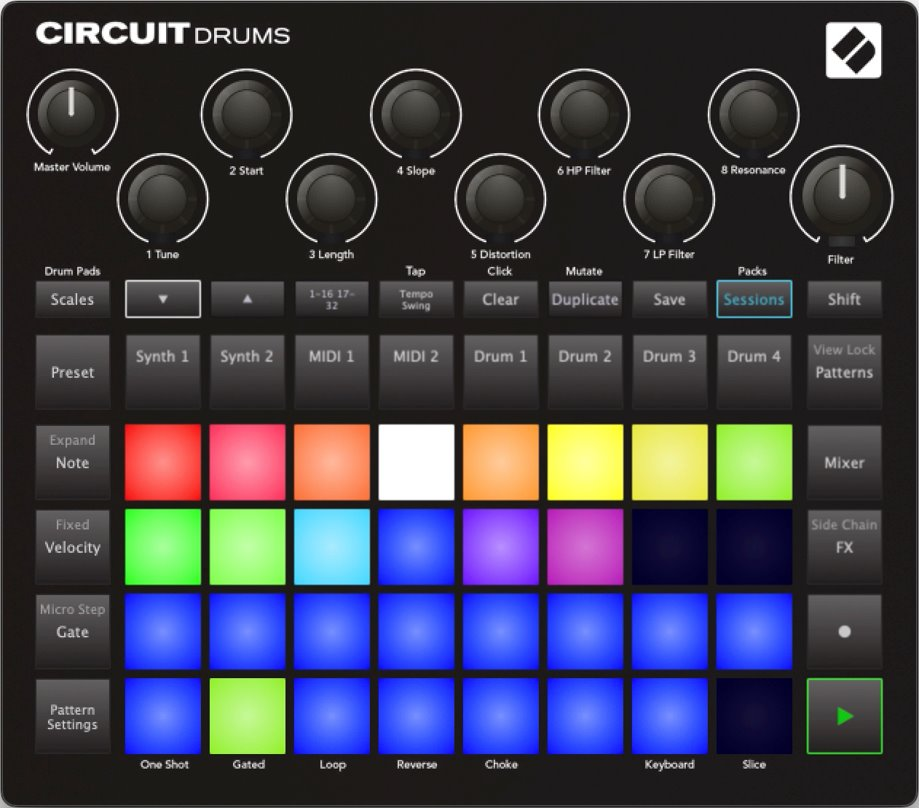 CIRCUIT DRUMS
Master Volume
2 Start
4 Slope
6 HP Filter
8 Resonance
1 Tune
3 Length
5 Distortion
7 LP Filter
Filter
Drum Pads
Tap
Click
Mutate
Packs
Scales
▼
▲
1-16 17-
32
Tempo
Swing
Clear
Duplicate
Save
Sessions
Shift
Preset
Synth 1
Synth 2
MIDI 1
MIDI 2
Drum 1
Drum 2
Drum 3
Drum 4
View Lock
Patterns
Expand
Note
Mixer
Fixed
Velocity
Side Chain
FX
Micro Step
Gate
Pattern
Settings
One Shot
Gated
Loop
Reverse
Choke
Keyboard
Slice